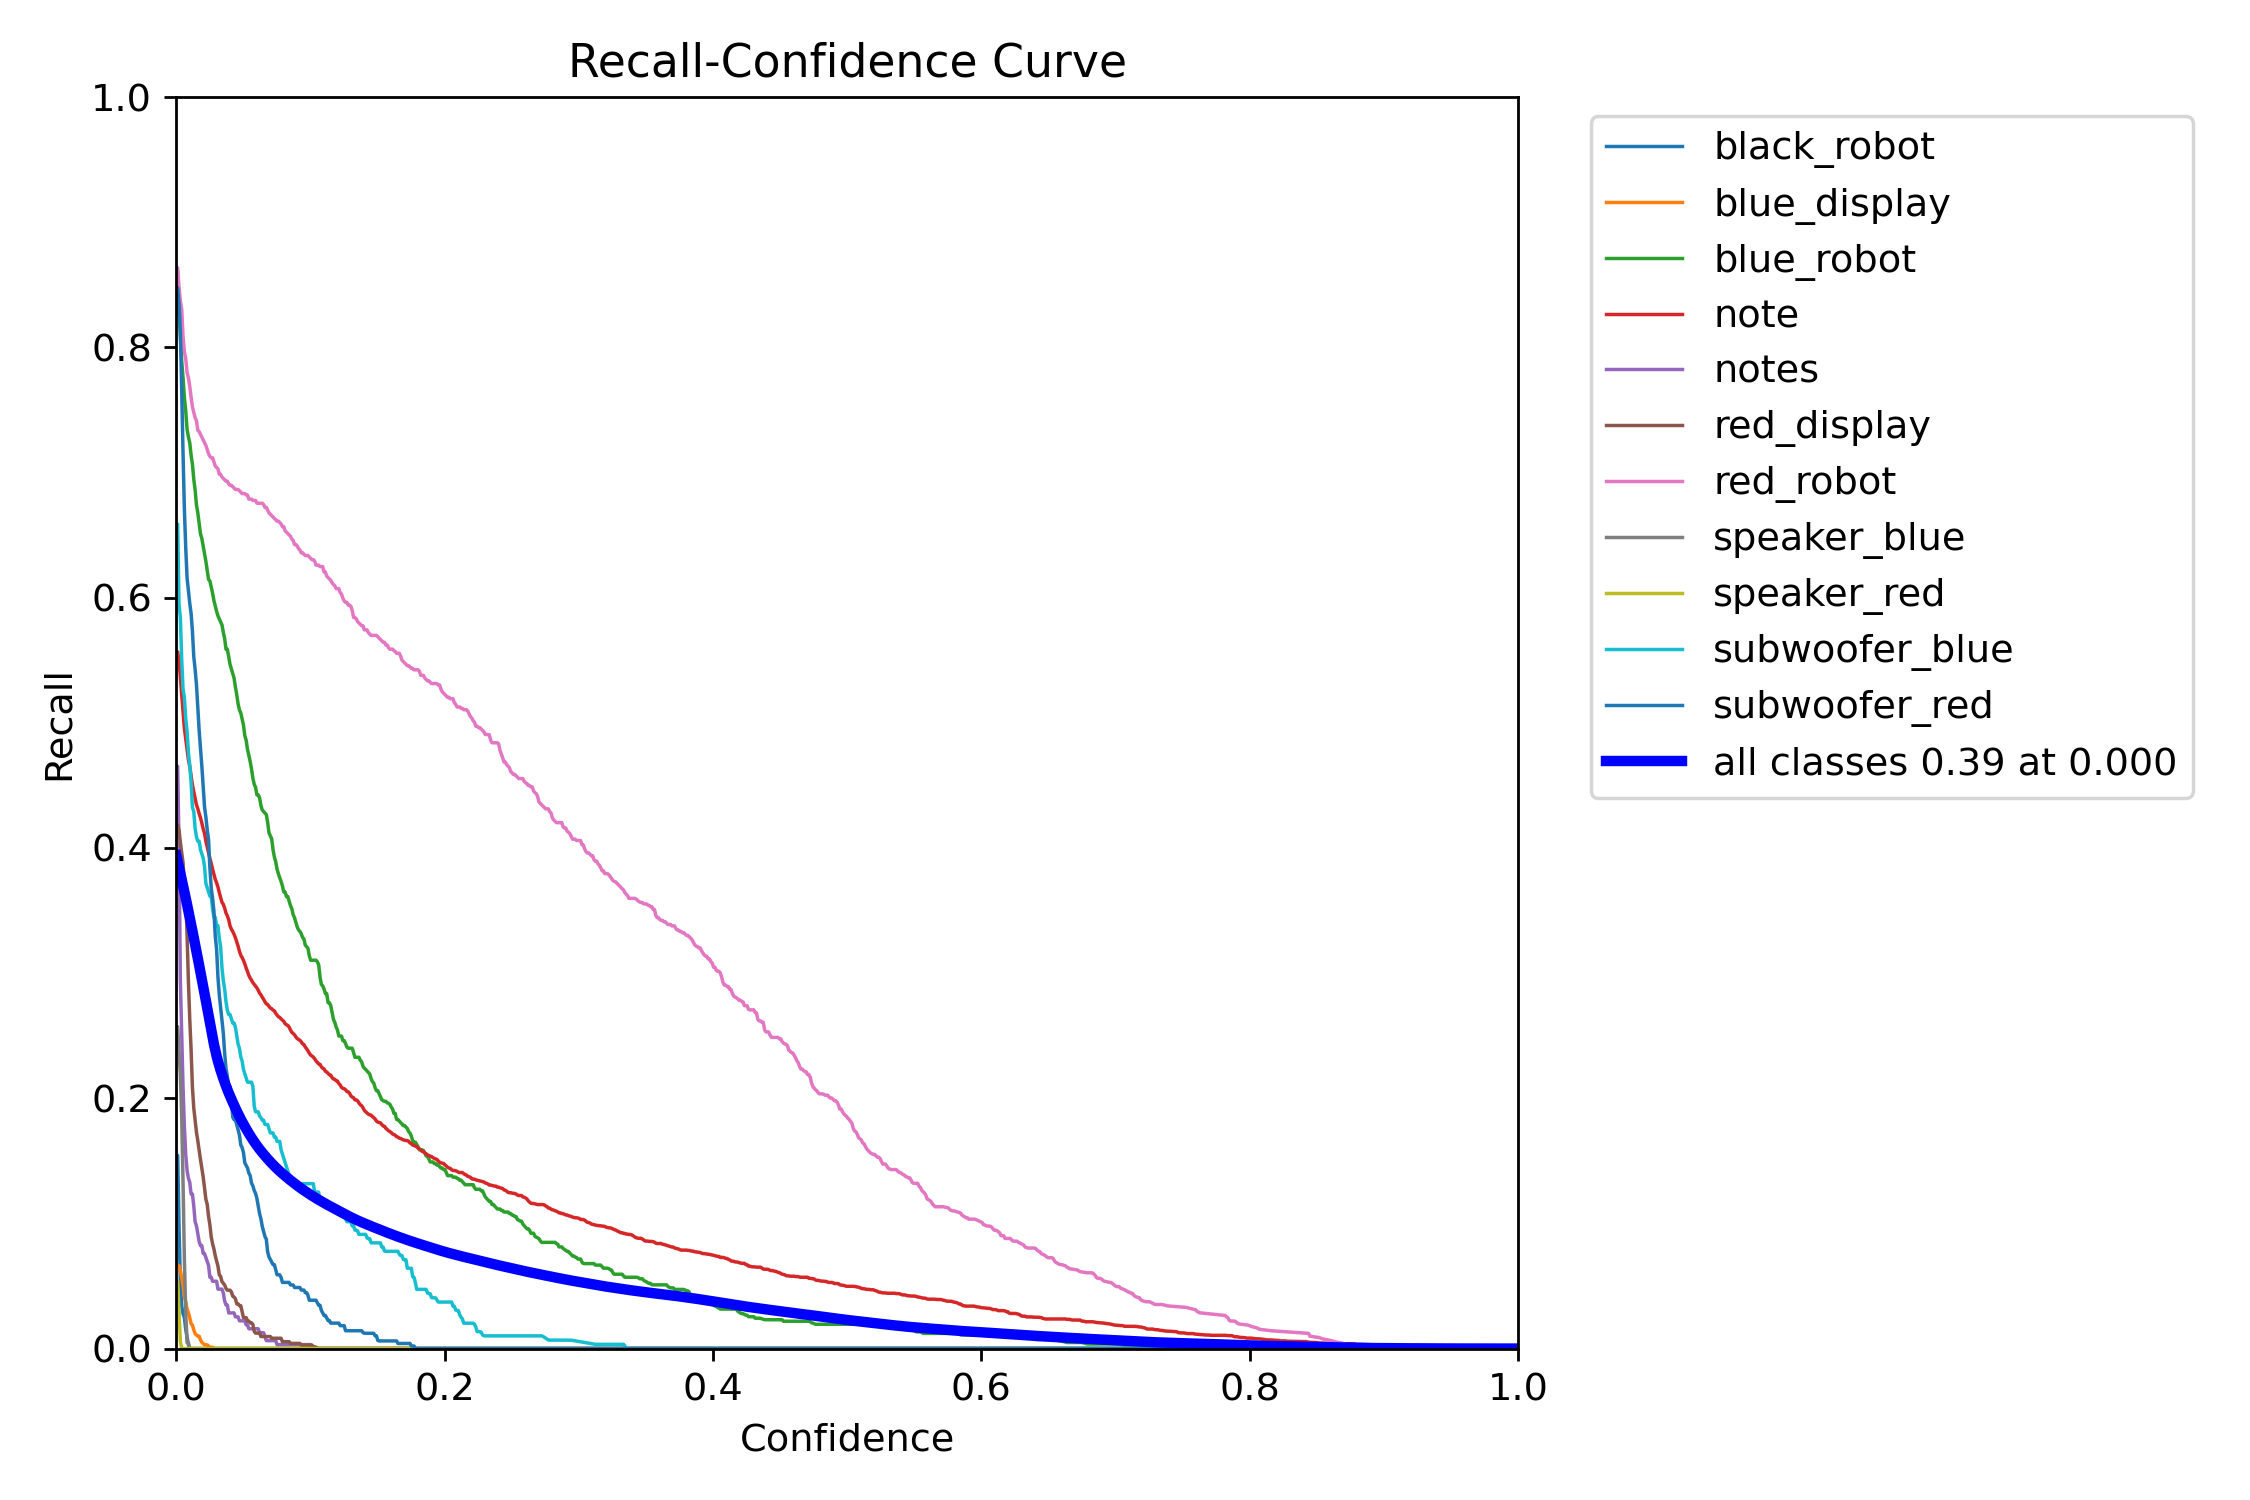 Recall-Confidence Curve
1.0
0.8
0.6
0.4
0.2
0.0
Recall
0.0 0.2 0.4 0.6 0.8 1.0
Confidence
black_robot
blue_display
blue_robot
note
notes
red_display
red_robot
speaker_blue
speaker_red
subwoofer_blue
subwoofer_red
all classes 0.39 at 0.000